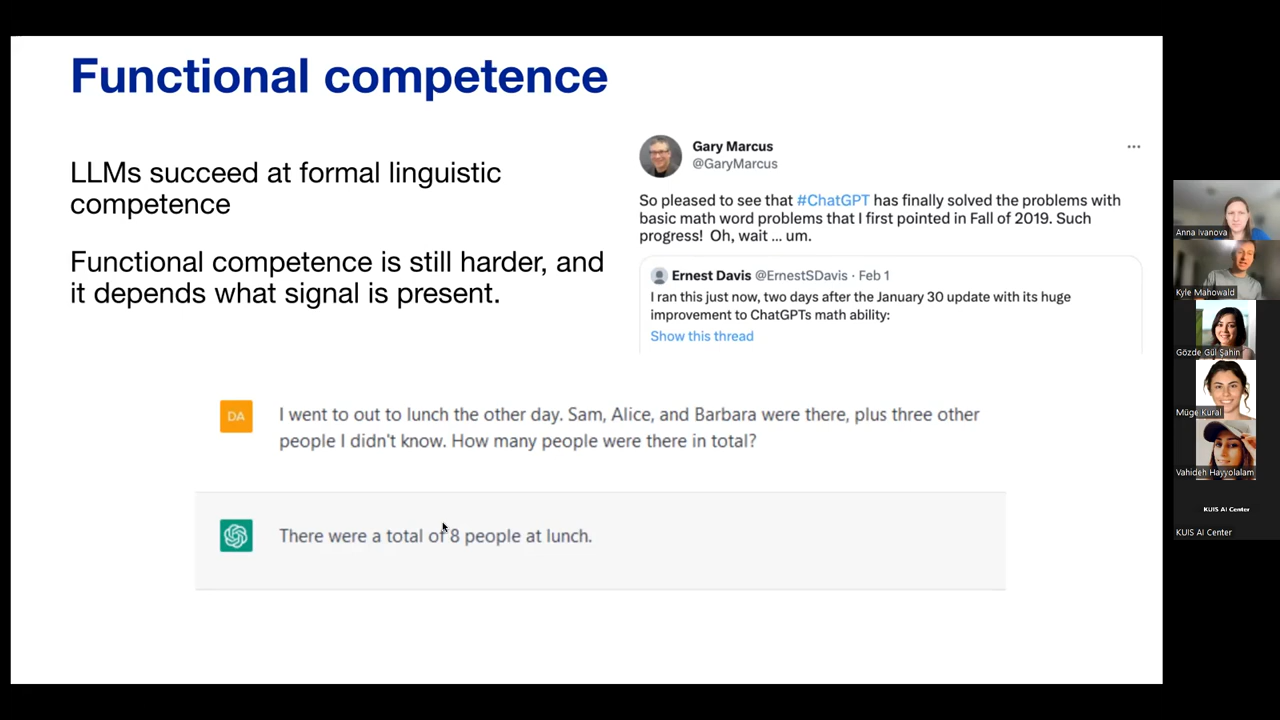 Functional competence
LLMs succeed at formal linguistic
competence
Functional competence is still harder, and
it depends what signal is present.
Gary Marcus
@GaryMarcus
So pleased to see that #ChatGPT has finally solved the problems with
basic math word problems that I first pointed in Fall of 2019. Such
progress! Oh, wait ... um.
Ernest Davis @ErnestSDavis · Feb 1
I ran this just now, two days after the January 30 update with its huge
improvement to ChatGPTs math ability:
Show this thread
DA
I went to out to lunch the other day. Sam, Alice, and Barbara were there, plus three other
people I didn't know. How many people were there in total?
There were a total of 8 people at lunch.
Anna Ivanova
Kyle Mahowald
Gözde Gül Şahin
Müge Kural
Vahideh Hayyolalam
KUIS AI Center
KUIS AI Center